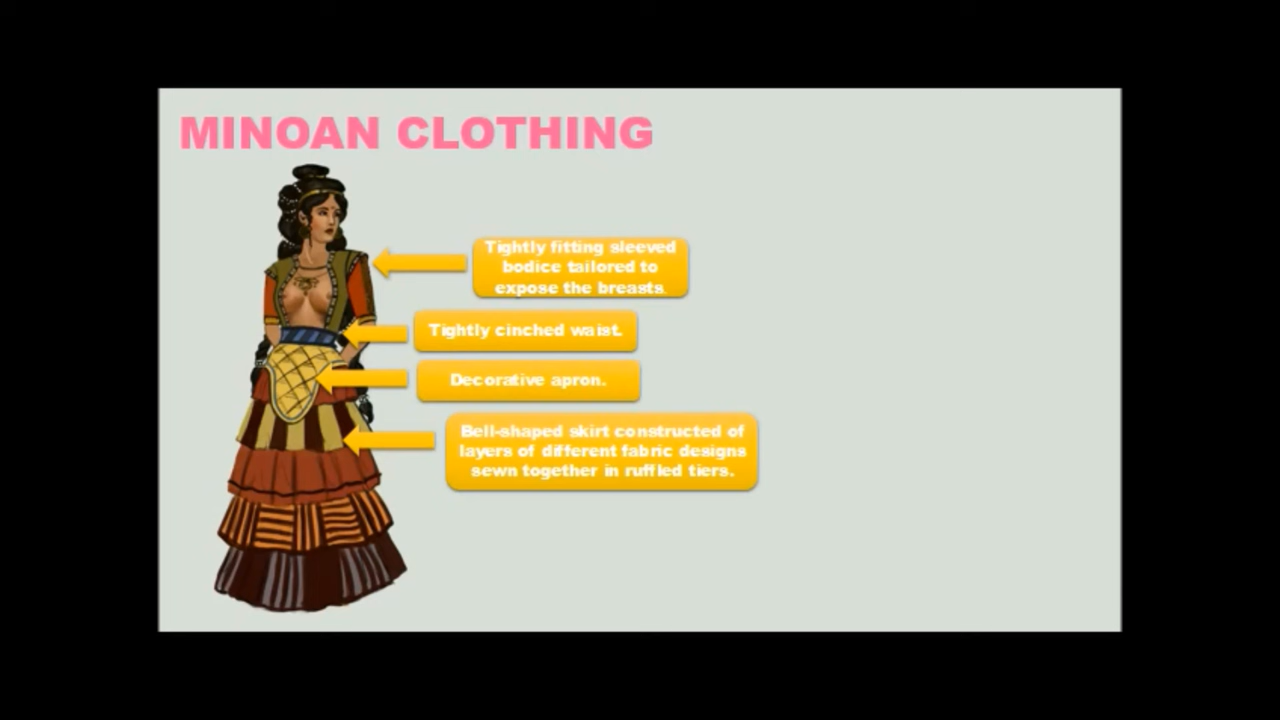 MINOAN CLOTHING
Tightly fitting sleeved
bodice tailored to
expose the breasts.
Tightly cinched waist.
Decorative apron.
Bell-shaped skirt constructed of
layers of different fabric designs
sewn together in ruffled tiers.